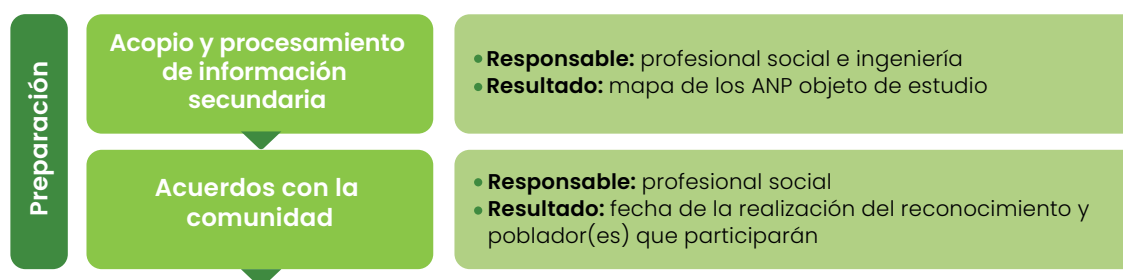 Preparación
Acopio y procesamiento
de información
secundaria
• Responsable: profesional social e ingeniería
• Resultado: mapa de los ANP objeto de estudio
Acuerdos con la
comunidad
• Responsable: profesional social
• Resultado: fecha de la realización del reconocimiento y
poblador(es) que participarán